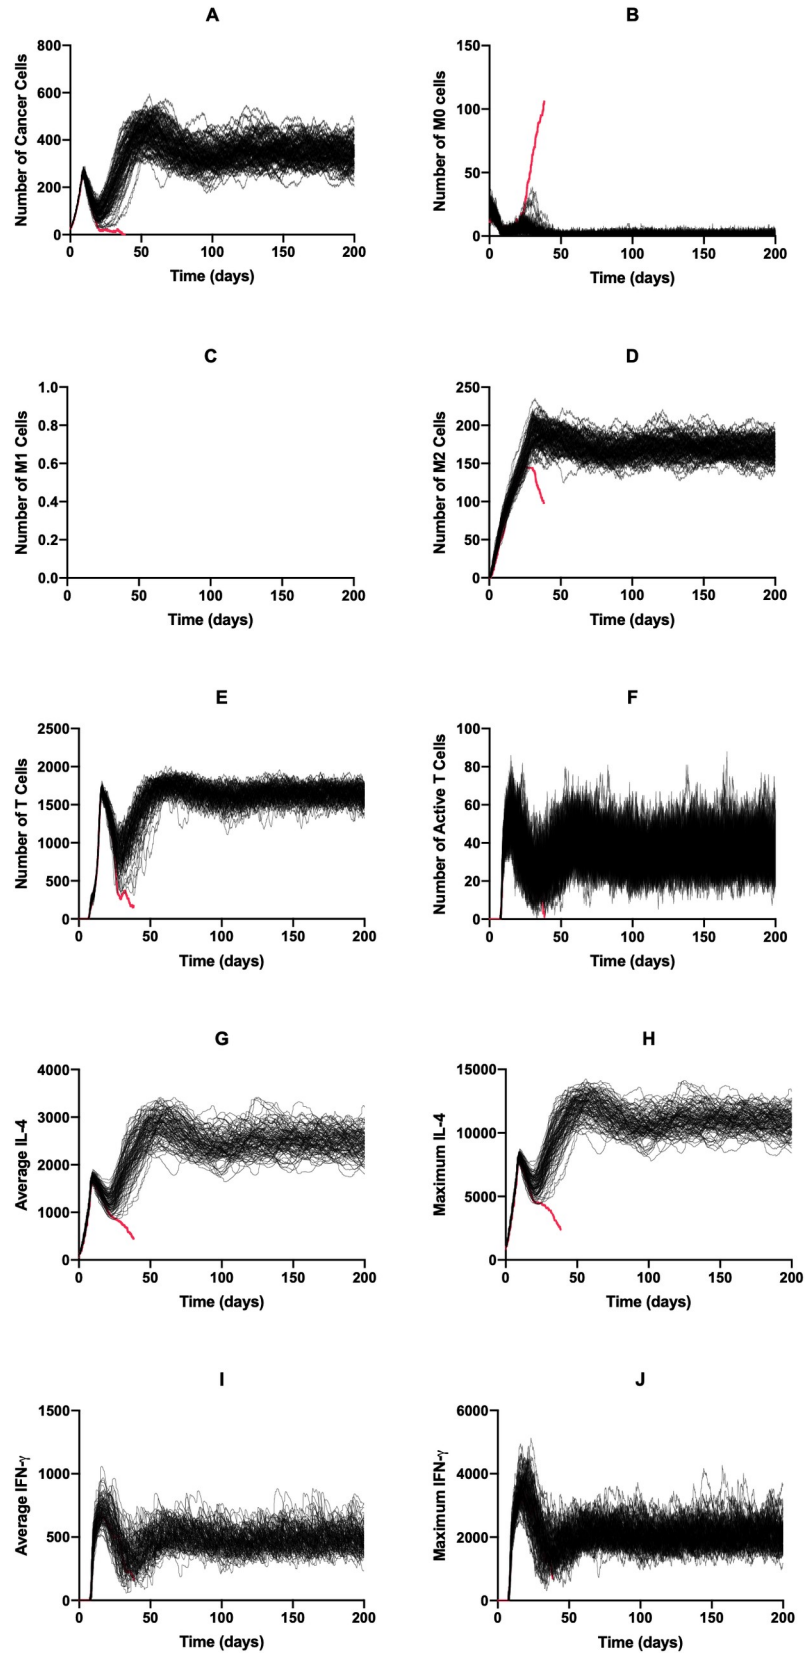 A
Number of Cancer Cells
800
600
400
200
0
0 50 100 150 200
Time (days)
B
Number of M0 cells
150
100
50
0
0 50 100 150 200
Time (days)
C
Number of M1 Cells
1.0
0.8
0.6
0.4
0.2
0.0
0 50 100 150 200
Time (days)
D
Number of M2 Cells
250
200
150
100
50
0
0 50 100 150 200
Time (days)
E
Number of T Cells
2500
2000
1500
1000
500
0
0 50 100 150 200
Time (days)
F
Number of Active T Cells
100
80
60
40
20
0
0 50 100 150 200
Time (days)
G
Average IL-4
4000
3000
2000
1000
0
0 50 100 150 200
Time (days)
H
Maximum IL-4
15000
10000
5000
0
0 50 100 150 200
Time (days)
I
Average IFN-γ
1500
1000
500
0
0 50 100 150 200
Time (days)
J
Maximum IFN-γ
6000
4000
2000
0
0 50 100 150 200
Time (days)